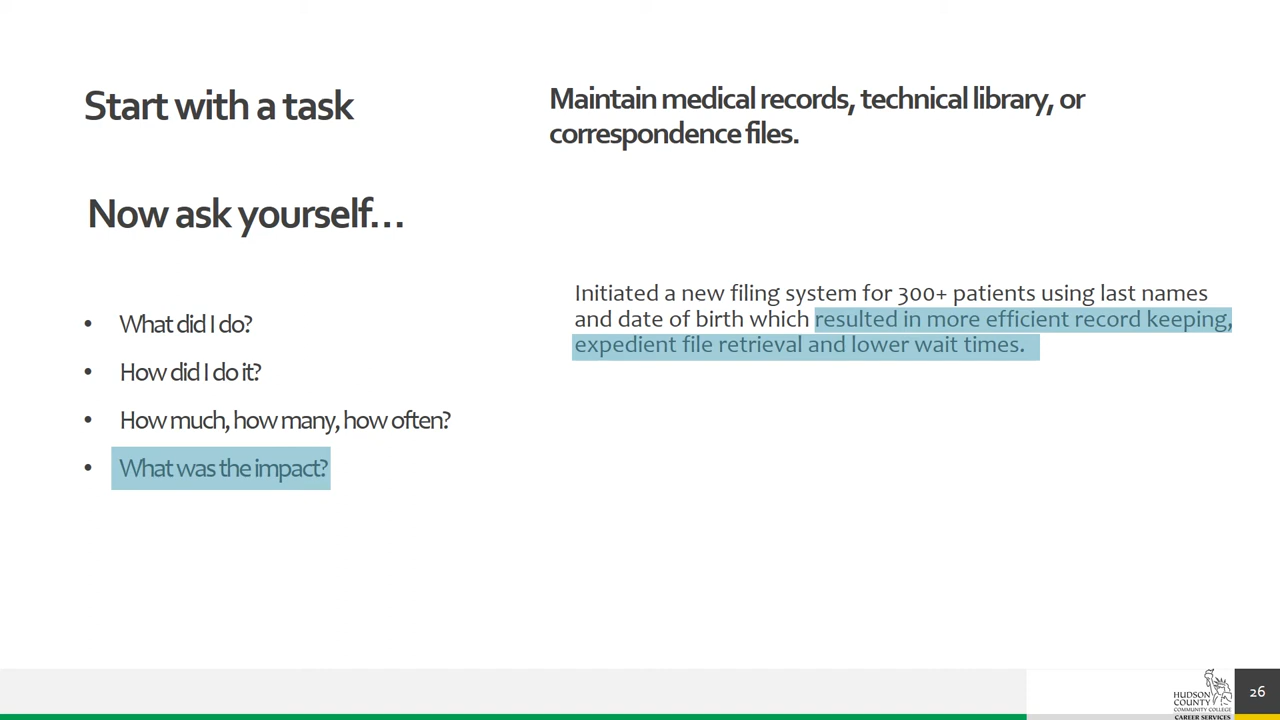 Start with a task
Maintain medical records, technical library, or
correspondence files.
Now ask yourself…
Initiated a new filing system for 300+ patients using last names
and date of birth which resulted in more efficient record keeping,
expedient file retrieval and lower wait times.
• What did I do?
• How did I do it?
• How much, how many, how often?
• What was the impact?
HUDSON
COUNTY
COMMUNITY COLLEGE
CAREER SERVICES
26